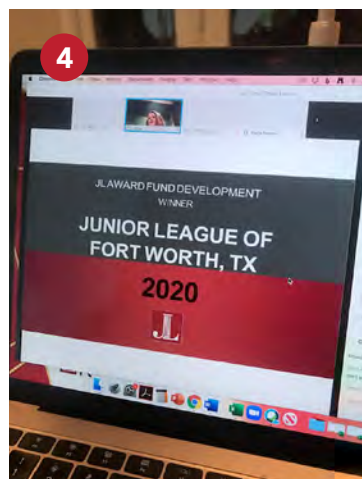 4
JL AWARD FUND DEVELOPMENT
WINNER
JUNIOR LEAGUE OF
FORT WORTH, TX
2020
JL